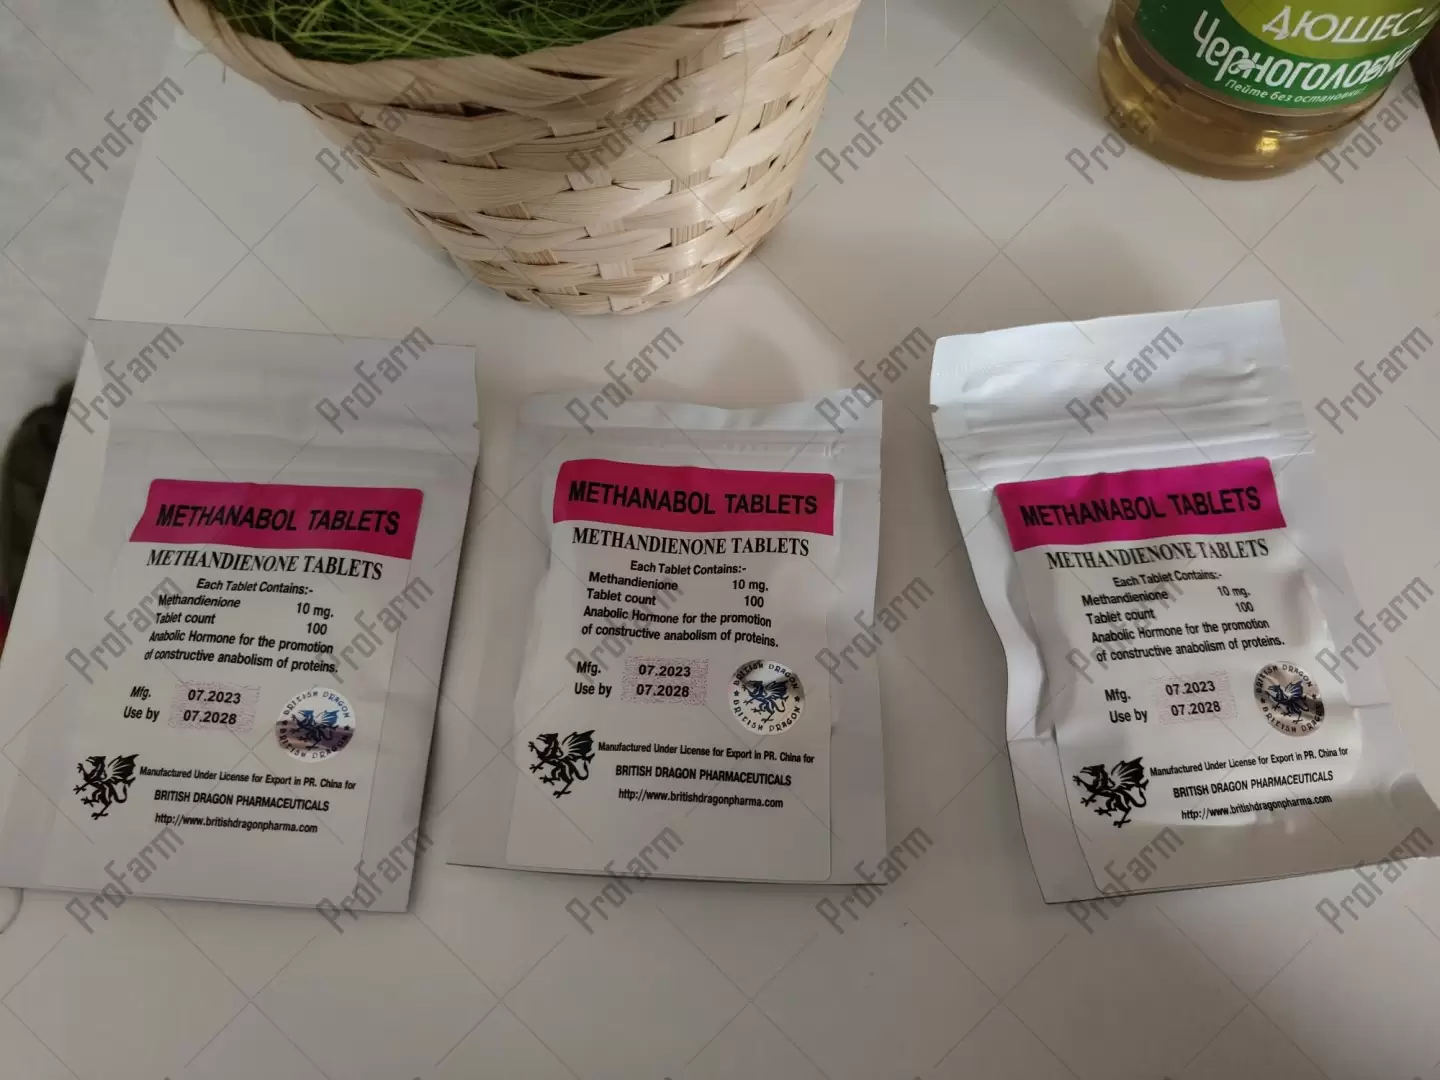 ДЮШЕС
Черноголовка
Пейте без остановки!
METHANABOL TABLETS
METHANDIENONE TABLETS
Each Tablet Contains:-
Methandienione 10 mg.
Tablet count 100
Anabolic Hormone for the promotion
of constructive anabolism of proteins.
Mfg. 07.2023
Use by 07.2028
BRITISH DRAGON
BRITISH DRAGON
Manufactured Under License for Export in PR. China for
BRITISH DRAGON PHARMACEUTICALS
http://www.britishdragonpharma.com
METHANABOL TABLETS
METHANDIENONE TABLETS
Each Tablet Contains:-
Methandienione 10 mg.
Tablet count 100
Anabolic Hormone for the promotion
of constructive anabolism of proteins.
Mfg. 07.2023
Use by 07.2028
BRITISH DRAGON
BRITISH DRAGON
Manufactured Under License for Export in PR. China for
BRITISH DRAGON PHARMACEUTICALS
http://www.britishdragonpharma.com
METHANABOL TABLETS
METHANDIENONE TABLETS
Each Tablet Contains:-
Methandienione 10 mg.
Tablet count 100
Anabolic Hormone for the promotion
of constructive anabolism of proteins.
Mfg. 07.2023
Use by 07.2028
BRITISH DRAGON
BRITISH DRAGON
Manufactured Under License for Export in PR. China for
BRITISH DRAGON PHARMACEUTICALS
http://www.britishdragonpharma.com
ProFarm